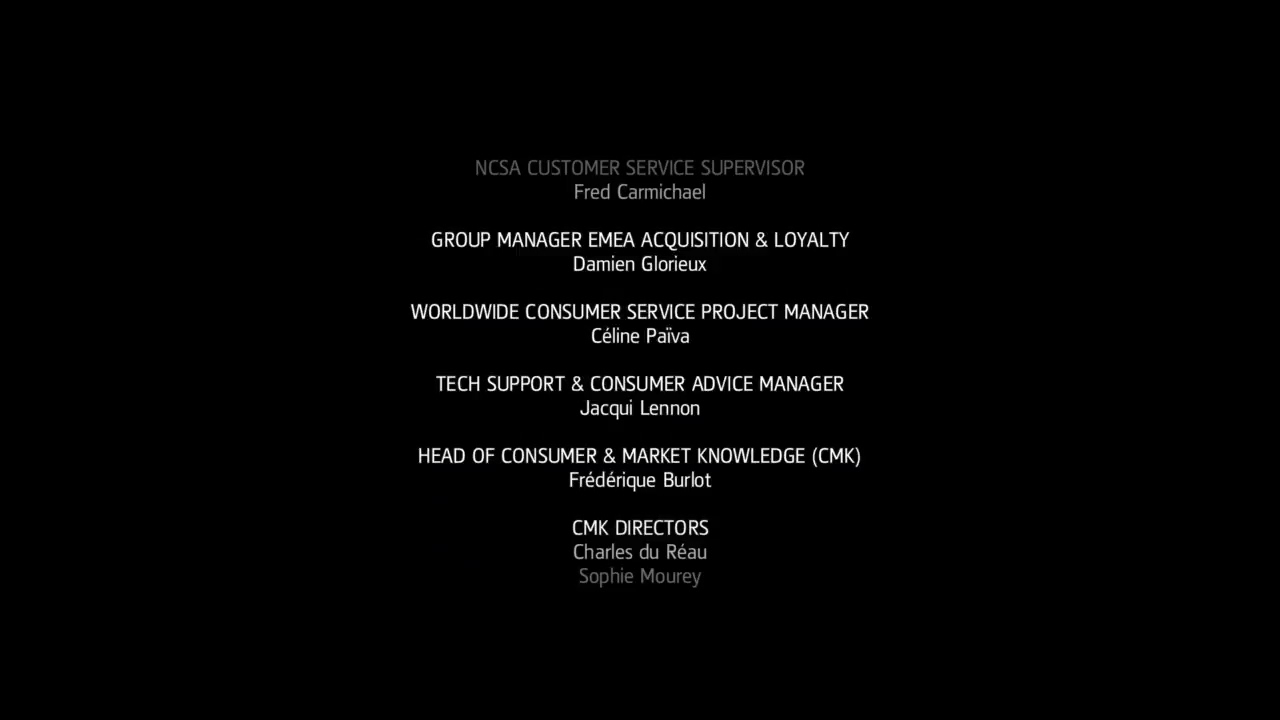 NCSA CUSTOMER SERVICE SUPERVISOR
Fred Carmichael
GROUP MANAGER EMEA ACQUISITION & LOYALTY
Damien Glorieux
WORLDWIDE CONSUMER SERVICE PROJECT MANAGER
Céline Païva
TECH SUPPORT & CONSUMER ADVICE MANAGER
Jacqui Lennon
HEAD OF CONSUMER & MARKET KNOWLEDGE (CMK)
Frédérique Burlot
CMK DIRECTORS
Charles du Réau
Sophie Mourey